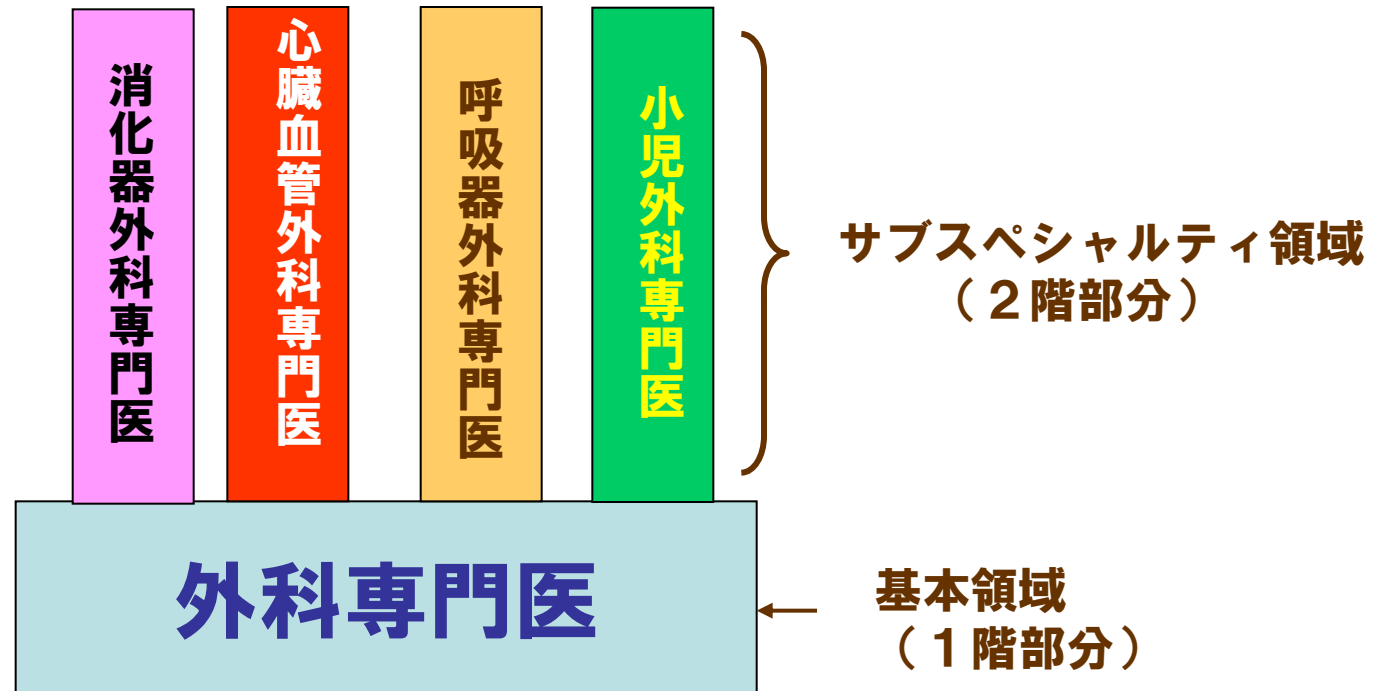 消化器外科専門医
心臓血管外科専門医
呼吸器外科専門医
小児外科専門医
サブスペシャルティ領域
（２階部分）
外科専門医
基本領域
（１階部分）